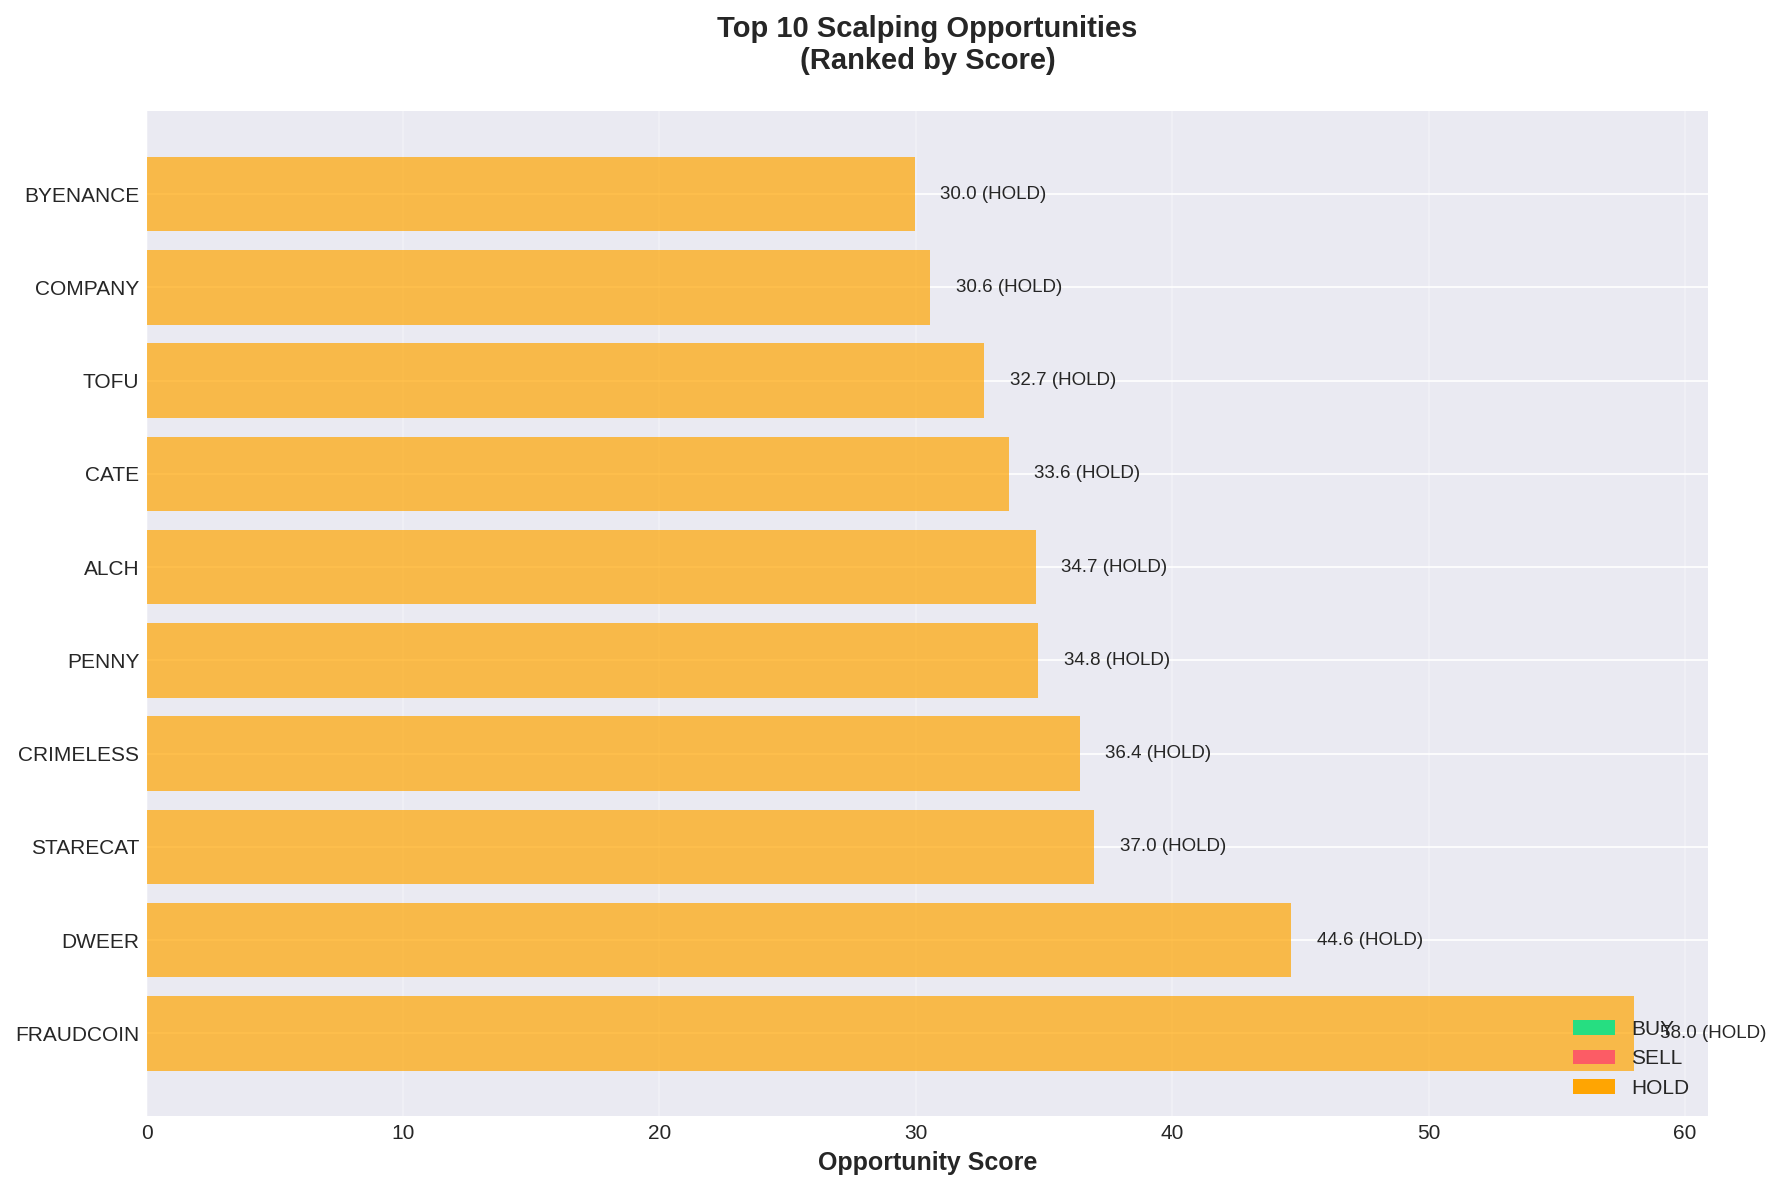 Top 10 Scalping Opportunities
(Ranked by Score)
BYENANCE 30.0 (HOLD)
COMPANY 30.6 (HOLD)
TOFU 32.7 (HOLD)
CATE 33.6 (HOLD)
ALCH 34.7 (HOLD)
PENNY 34.8 (HOLD)
CRIMELESS 36.4 (HOLD)
STARECAT 37.0 (HOLD)
DWEER 44.6 (HOLD)
FRAUDCOIN 58.0 (HOLD)
BUY
SELL
HOLD
0 10 20 30 40 50 60
Opportunity Score